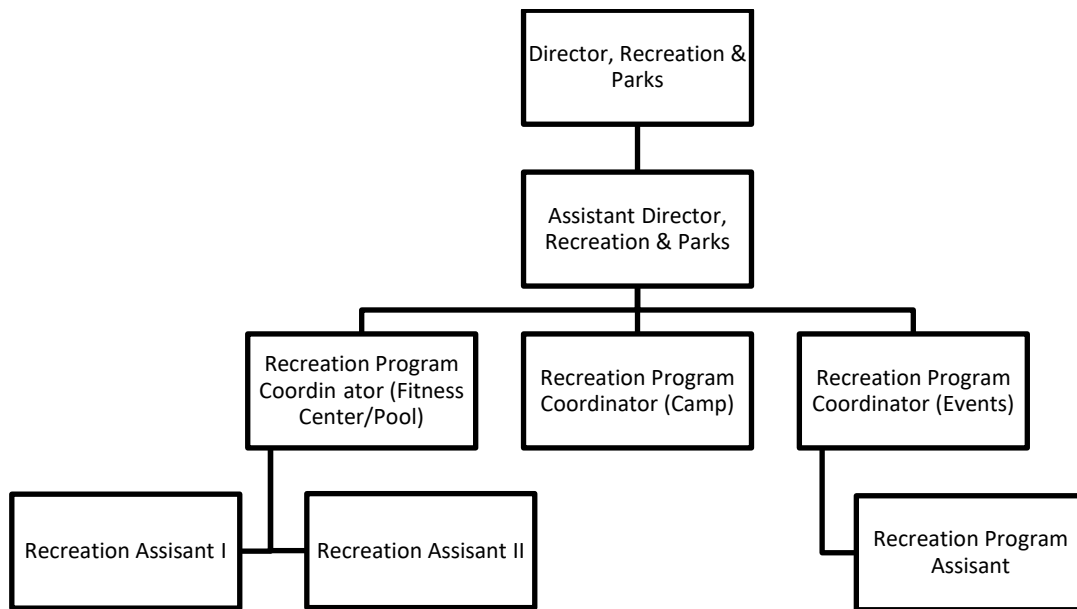 Director, Recreation &
Parks
Assistant Director,
Recreation & Parks
Recreation Program
Coordin ator (Fitness
Center/Pool)
Recreation Program
Coordinator (Camp)
Recreation Program
Coordinator (Events)
Recreation Assisant I
Recreation Assisant II
Recreation Program
Assisant